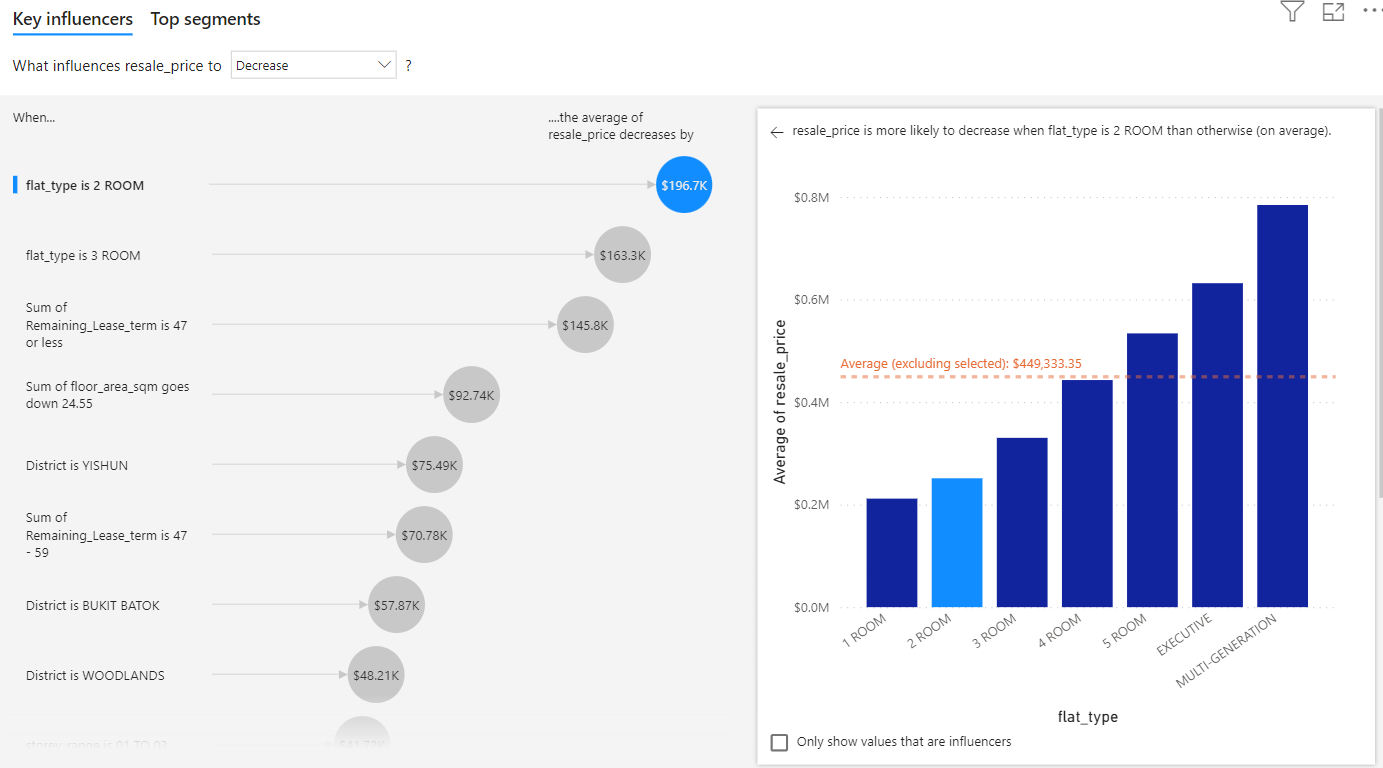 Key influencers Top segments
What influences resale_price to Decrease ?
When...
....the average of
resale_price decreases by
flat_type is 2 ROOM
$196.7K
flat_type is 3 ROOM
$163.3K
Sum of
Remaining_Lease_term is 47
or less
$145.8K
Sum of floor_area_sqm goes
down 24.55
$92.74K
District is YISHUN
$75.49K
Sum of
Remaining_Lease_term is 47
- 59
$70.78K
District is BUKIT BATOK
$57.87K
District is WOODLANDS
$48.21K
storey_range is 01 TO 03
resale_price is more likely to decrease when flat_type is 2 ROOM than otherwise (on average).
Average of resale_price
$0.8M
$0.6M
Average (excluding selected): $449,333.35
$0.4M
$0.2M
$0.0M
1 ROOM
2 ROOM
3 ROOM
4 ROOM
5 ROOM
EXECUTIVE
MULTI-GENERATION
flat_type
Only show values that are influencers